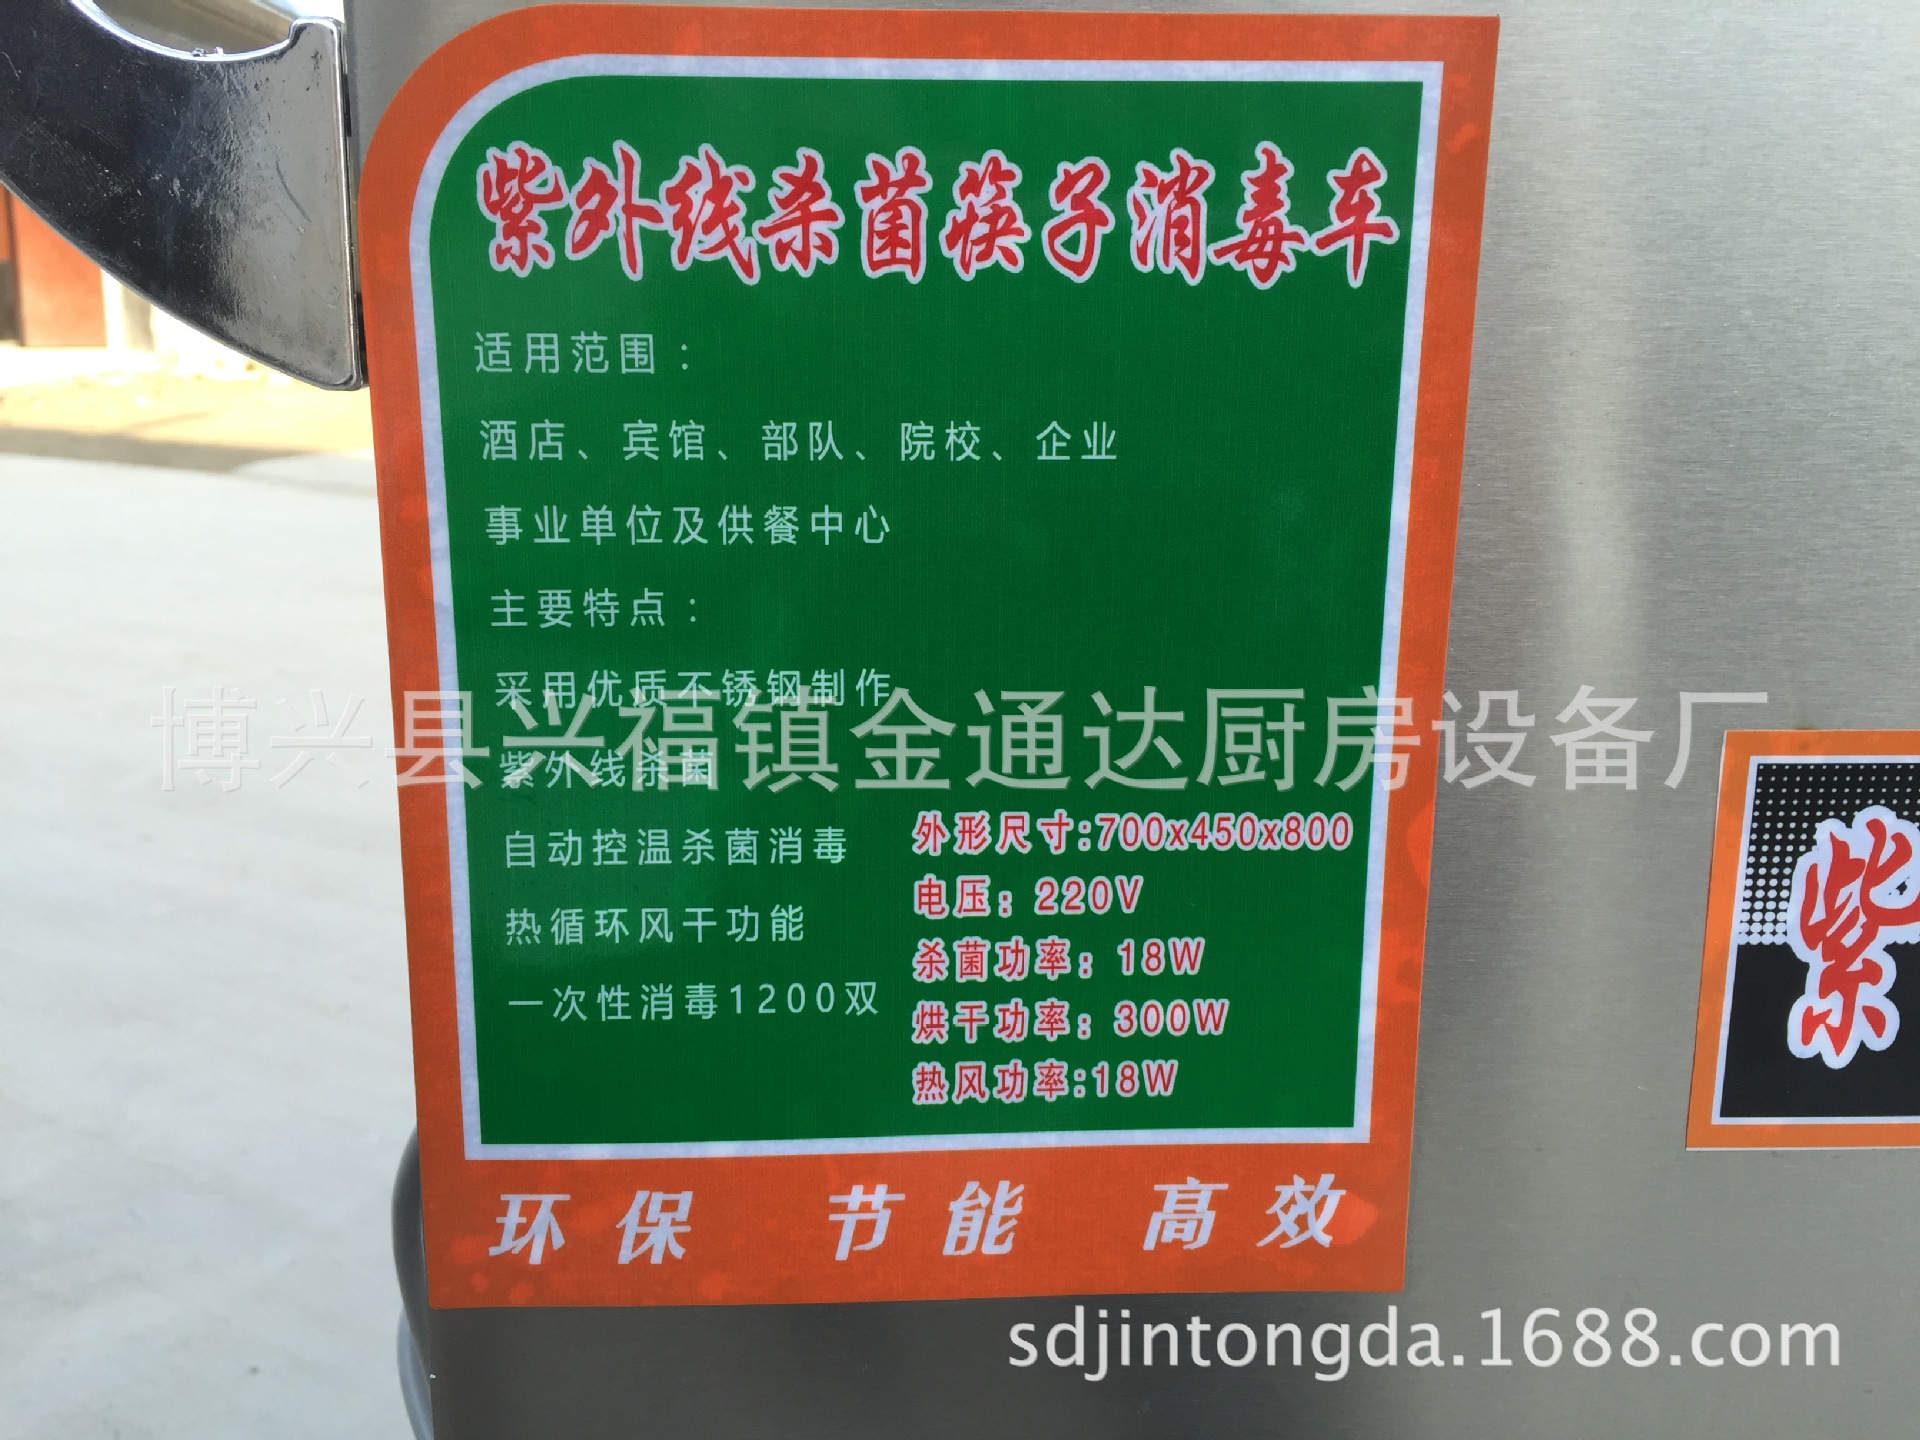 紫外线杀菌筷子消毒车
适用范围：
酒店、宾馆、部队、院校、企业
事业单位及供餐中心
主要特点：
采用优质不锈钢制作
博兴县兴福镇金通达厨房设备厂
紫外线杀菌
自动控温杀菌消毒
热循环风干功能
一次性消毒1200双
外形尺寸:700x450x800
电压：220V
杀菌功率：18W
烘干功率：300W
热风功率:18W
环保 节能 高效
紫
sdjintongda.1688.com